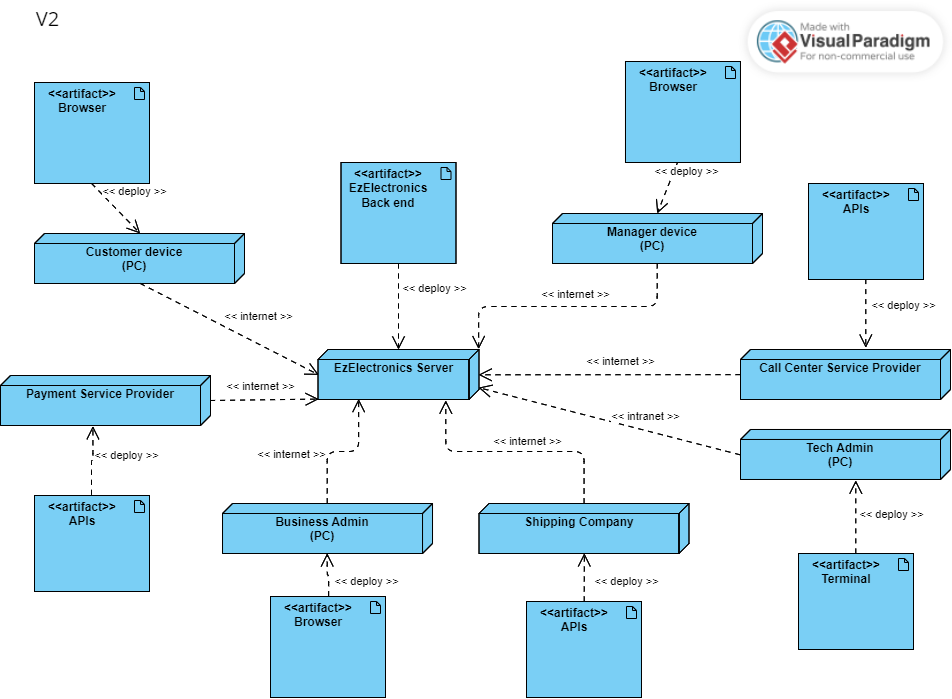 V2
Made with
VisualParadigm
For non-commercial use
<<artifact>>
Browser
<< deploy >>
Customer device
(PC)
<< internet >>
<<artifact>>
EzElectronics
Back end
<< deploy >>
<<artifact>>
Browser
<< deploy >>
Manager device
(PC)
<< internet >>
<<artifact>>
APIs
<< deploy >>
EzElectronics Server
<< internet >>
Call Center Service Provider
Payment Service Provider
<< internet >>
<< intranet >>
Tech Admin
(PC)
<< deploy >>
<<artifact>>
APIs
<< internet >>
Business Admin
(PC)
<< deploy >>
<<artifact>>
Browser
<< internet >>
Shipping Company
<< deploy >>
<<artifact>>
APIs
<< deploy >>
<<artifact>>
Terminal